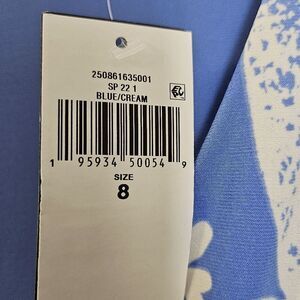 250861635001
SP 22 1
BLUE/CREAM
1 95934 50054 9
SIZE
8